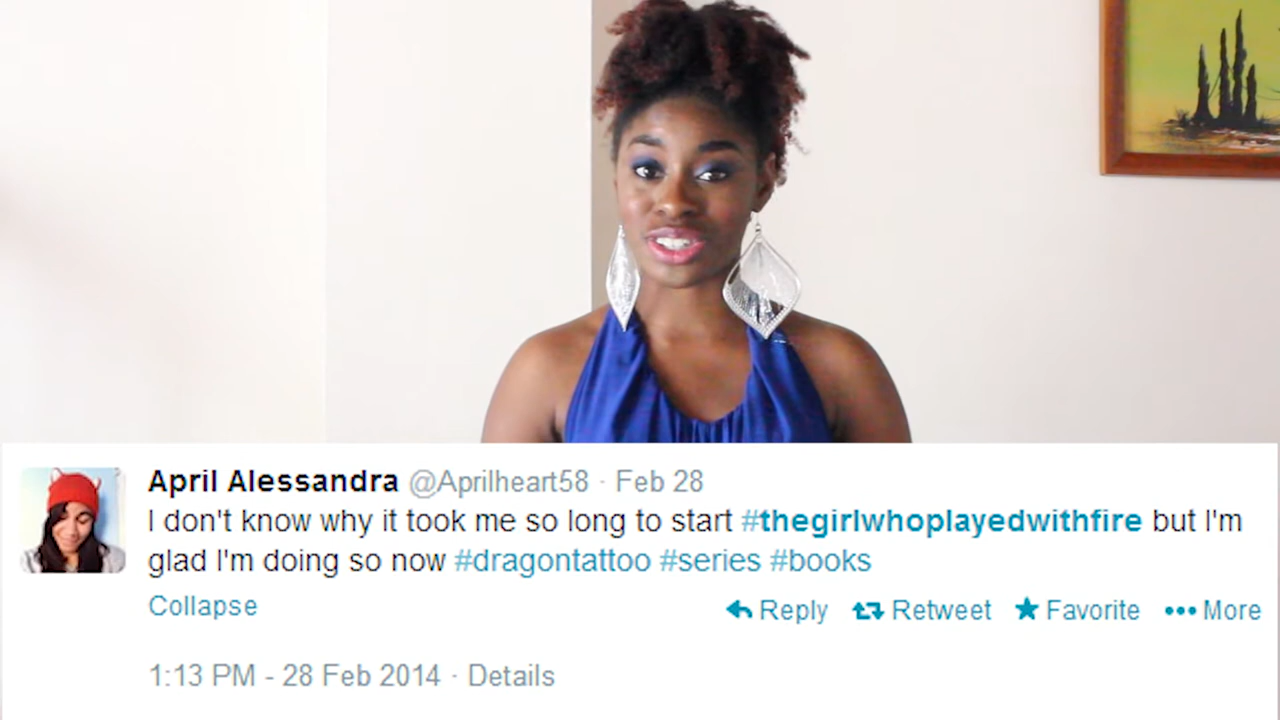 April Alessandra @Aprilheart58 · Feb 28
I don't know why it took me so long to start #thegirlwhoplayedwithfire but I'm
glad I'm doing so now #dragontattoo #series #books
Collapse
Reply Retweet Favorite More
1:13 PM - 28 Feb 2014 · Details